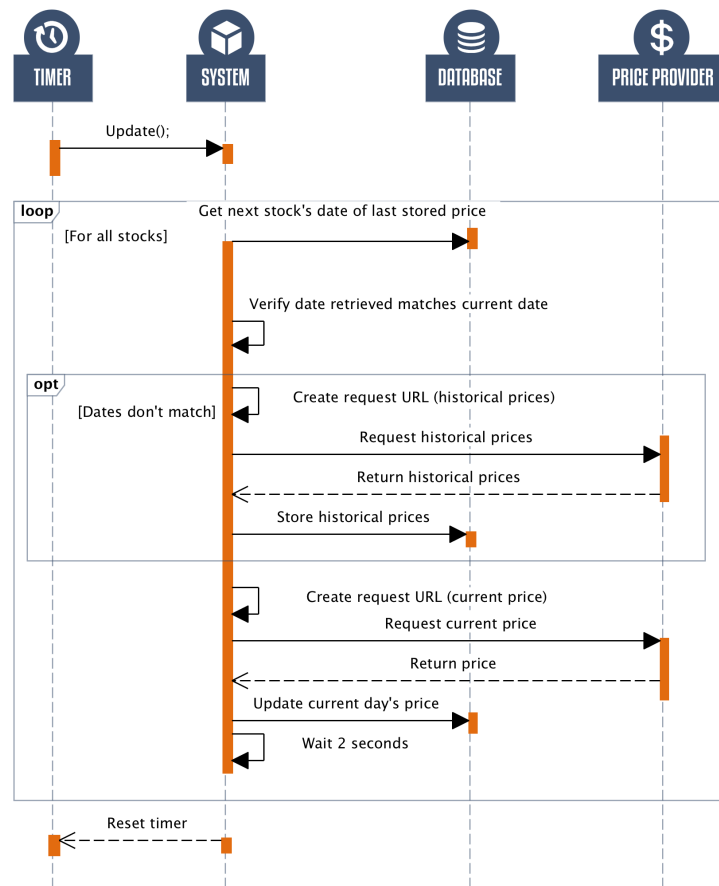 TIMER
SYSTEM
DATABASE
PRICE PROVIDER
Update();
loop
Get next stock's date of last stored price
[For all stocks]
Verify date retrieved matches current date
opt
Create request URL (historical prices)
[Dates don't match]
Request historical prices
Return historical prices
Store historical prices
Create request URL (current price)
Request current price
Return price
Update current day's price
Wait 2 seconds
Reset timer